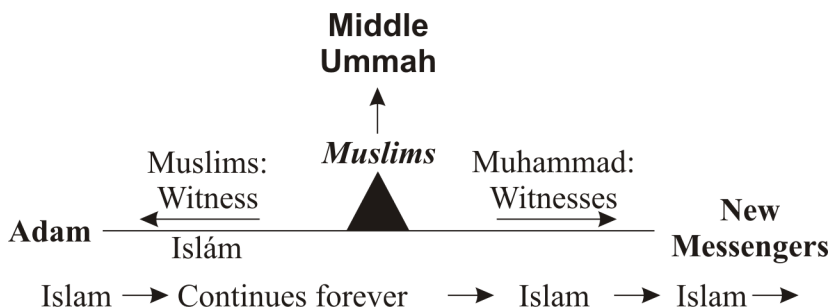 Middle
Ummah
Muslims
Muslims:
Witness
Muhammad:
Witnesses
Adam
Islám
New
Messengers
Islam Continues forever Islam Islam